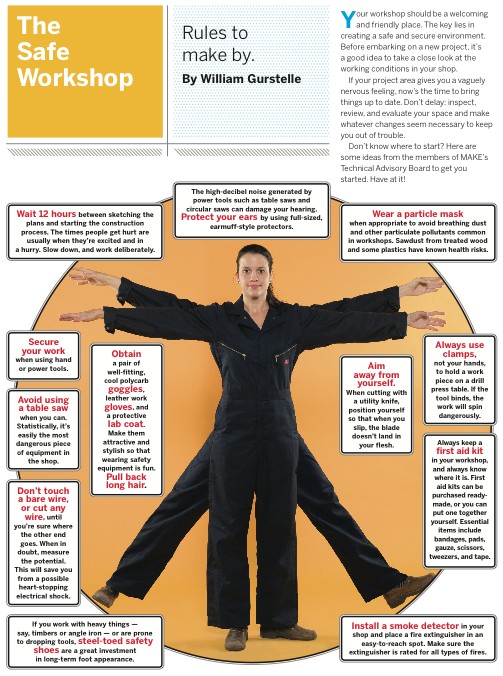 The
Safe
Workshop
Rules to
make by.
By William Gurstelle
Your workshop should be a welcoming
and friendly place. The key lies in
creating a safe and secure environment.
Before embarking on a new project, it's
a good idea to take a close look at the
working conditions in your shop.
If your project area gives you a vaguely
nervous feeling, now's the time to bring
things up to date. Don't delay: inspect,
review, and evaluate your space and make
whatever changes seem necessary to keep
you out of trouble.
Don't know where to start? Here are
some ideas from the members of MAKE's
Technical Advisory Board to get you
started. Have at it!
Wait 12 hours between sketching the
plans and starting the construction
process. The times people get hurt are
usually when they're excited and in
a hurry. Slow down, and work deliberately.
The high-decibel noise generated by
power tools such as table saws and
circular saws can damage your hearing.
Protect your ears by using full-sized,
earmuff-style protectors.
Wear a particle mask
when appropriate to avoid breathing dust
and other particulate pollutants common
in workshops. Sawdust from treated wood
and some plastics have known health risks.
Secure
your work
when using hand
or power tools.
Avoid using
a table saw
when you can.
Statistically, it's
easily the most
dangerous piece
of equipment in
the shop.
Don't touch
a bare wire,
or cut any
wire, until
you're sure where
the other end
goes. When in
doubt, measure
the potential.
This will save you
from a possible
heart-stopping
electrical shock.
Obtain
a pair of
well-fitting,
cool polycarb
goggles,
leather work
gloves, and
a protective
lab coat.
Make them
attractive and
stylish so that
wearing safety
equipment is fun.
Pull back
long hair.
Aim
away from
yourself.
When cutting with
a utility knife,
position yourself
so that when you
slip, the blade
doesn't land in
your flesh.
Always use
clamps,
not your hands,
to hold a work
piece on a drill
press table. If the
tool binds, the
work will spin
dangerously.
Always keep a
first aid kit
in your workshop,
and always know
where it is. First
aid kits can be
purchased ready-
made, or you can
put one together
yourself. Essential
items include
bandages, pads,
gauze, scissors,
tweezers, and tape.
If you work with heavy things —
say, timbers or angle iron — or are prone
to dropping tools, steel-toed safety
shoes are a great investment
in long-term foot appearance.
Install a smoke detector in your
shop and place a fire extinguisher in an
easy-to-reach spot. Make sure the
extinguisher is rated for all types of fires.